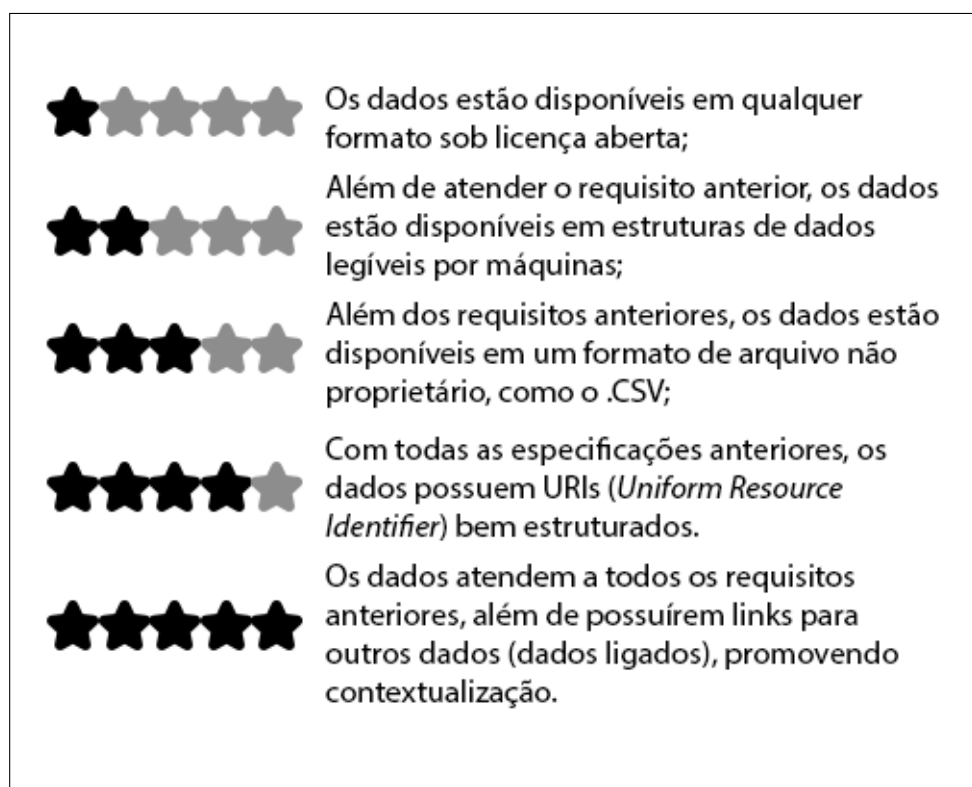 Os dados estão disponíveis em qualquer
formato sob licença aberta;
Além de atender o requisito anterior, os dados
estão disponíveis em estruturas de dados
legíveis por máquinas;
Além dos requisitos anteriores, os dados estão
disponíveis em um formato de arquivo não
proprietário, como o .CSV;
Com todas as especificações anteriores, os
dados possuem URIs (Uniform Resource
Identifier) bem estruturados.
Os dados atendem a todos os requisitos
anteriores, além de possuírem links para
outros dados (dados ligados), promovendo
contextualização.